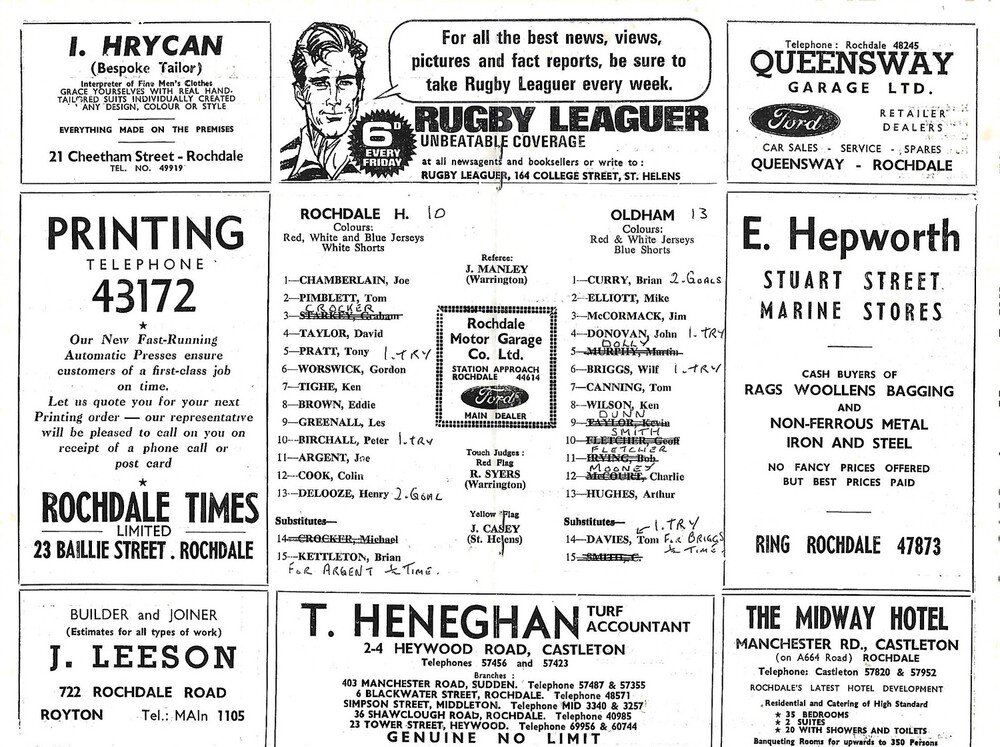 I. HRYCAN
(Bespoke Tailor)
Interpreter of Fine Men's Clothes
GRACE YOURSELVES WITH REAL HAND-
TAILORED SUITS INDIVIDUALLY CREATED
ANY DESIGN, COLOUR OR STYLE
EVERYTHING MADE ON THE PREMISES
21 Cheetham Street - Rochdale
TEL. NO. 49919
For all the best news, views,
pictures and fact reports, be sure to
take Rugby Leaguer every week.
6D
EVERY
FRIDAY
RUGBY LEAGUER
UNBEATABLE COVERAGE
at all newsagents and booksellers or write to :
RUGBY LEAGUER, 164 COLLEGE STREET, ST. HELENS
Telephone : Rochdale 48245
QUEENSWAY
GARAGE LTD.
Ford
RETAILER
DEALERS
CAR SALES - SERVICE - SPARES
QUEENSWAY - ROCHDALE
PRINTING
TELEPHONE
43172
Our New Fast-Running
Automatic Presses ensure
customers of a first-class job
on time.
Let us quote you for your next
Printing order — our representative
will be pleased to call on you on
receipt of a phone call or
post card
ROCHDALE TIMES
LIMITED
23 BAILLIE STREET . ROCHDALE
ROCHDALE H. 10
Colours:
Red, White and Blue Jerseys
White Shorts
1—CHAMBERLAIN, Joe
2—PIMBLETT, Tom
CROCKER
3—STARKEY, Graham
4—TAYLOR, David
5—PRATT, Tony 1.TRY
6—WORSWICK, Gordon
7—TIGHE, Ken
8—BROWN, Eddie
9—GREENALL, Les
10—BIRCHALL, Peter 1.TRY
11—ARGENT, Joe
12—COOK, Colin
13—DELOOZE, Henry 2.GOAL
Substitutes—
14—CROCKER, Michael
15—KETTLETON, Brian
FOR ARGENT ½ TIME.
Referee:
J. MANLEY
(Warrington)
Rochdale
Motor Garage
Co. Ltd.
STATION APPROACH
ROCHDALE 44614
Ford
MAIN DEALER
Touch Judges :
Red Flag
R. SYERS
(Warrington)
Yellow Flag
J. CASEY
(St. Helens)
OLDHAM 13
Colours:
Red & White Jerseys
Blue Shorts
1—CURRY, Brian 2.GOALS
2—ELLIOTT, Mike
3—McCORMACK, Jim
4—DONOVAN, John 1.TRY
DOLLY
5—MURPHY, Martin
6—BRIGGS, Wilf 1.TRY
7—CANNING, Tom
8—WILSON, Ken
DUNN
9—TAYLOR, Kevin
SMITH
10—FLETCHER, Geoff
FLETCHER
11—IRVING, Bob
MOONEY
12—McCOURT, Charlie
13—HUGHES, Arthur
Substitutes— 1.TRY
14—DAVIES, Tom FOR BRIGGS
½ TIME.
15—SMITH, C.
E. Hepworth
STUART STREET
MARINE STORES
CASH BUYERS OF
RAGS WOOLLENS BAGGING
AND
NON-FERROUS METAL
IRON AND STEEL
NO FANCY PRICES OFFERED
BUT BEST PRICES PAID
RING ROCHDALE 47873
BUILDER and JOINER
(Estimates for all types of work)
J. LEESON
722 ROCHDALE ROAD
ROYTON Tel.: MAIn 1105
T. HENEGHAN TURF
ACCOUNTANT
2-4 HEYWOOD ROAD, CASTLETON
Telephones 57456 and 57423
Branches :
403 MANCHESTER ROAD, SUDDEN. Telephone 57487 & 57355
6 BLACKWATER STREET, ROCHDALE. Telephone 48571
SIMPSON STREET, MIDDLETON. Telephone MID 3340 & 3257
36 SHAWCLOUGH ROAD, ROCHDALE. Telephone 40985
23 TOWER STREET, HEYWOOD. Telephone 69956 & 60744
GENUINE NO LIMIT
THE MIDWAY HOTEL
MANCHESTER RD., CASTLETON
(on A664 Road) ROCHDALE
Telephone: Castleton 57820 & 57952
ROCHDALE'S LATEST HOTEL DEVELOPMENT
Residential and Catering of High Standard
★ 35 BEDROOMS
★ 2 SUITES
★ 20 WITH SHOWERS AND TOILETS
Banqueting Rooms for upwards to 350 Persons